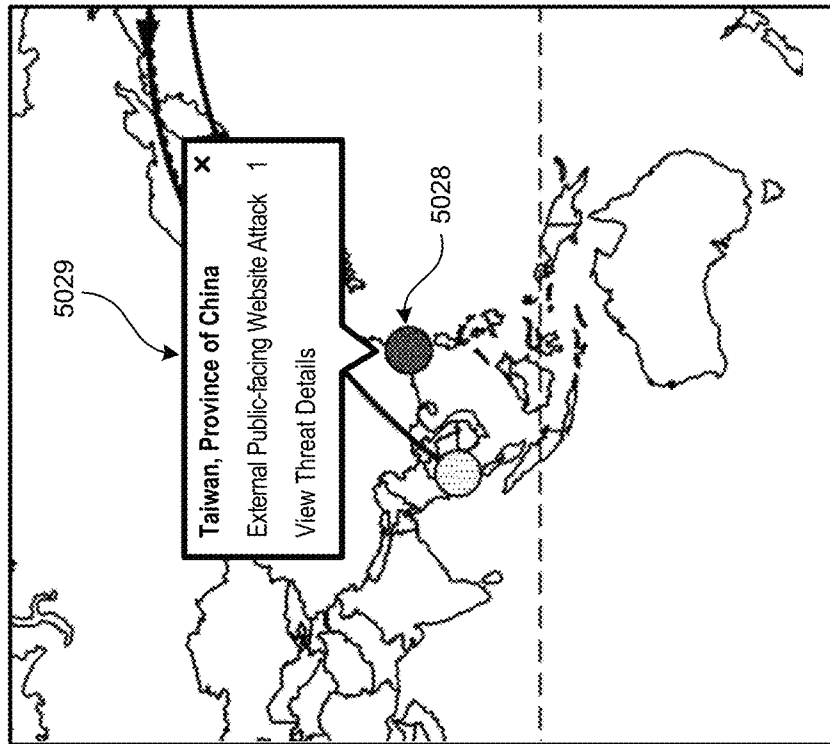 5029
Taiwan, Province of China X
External Public-facing Website Attack 1
View Threat Details
5028